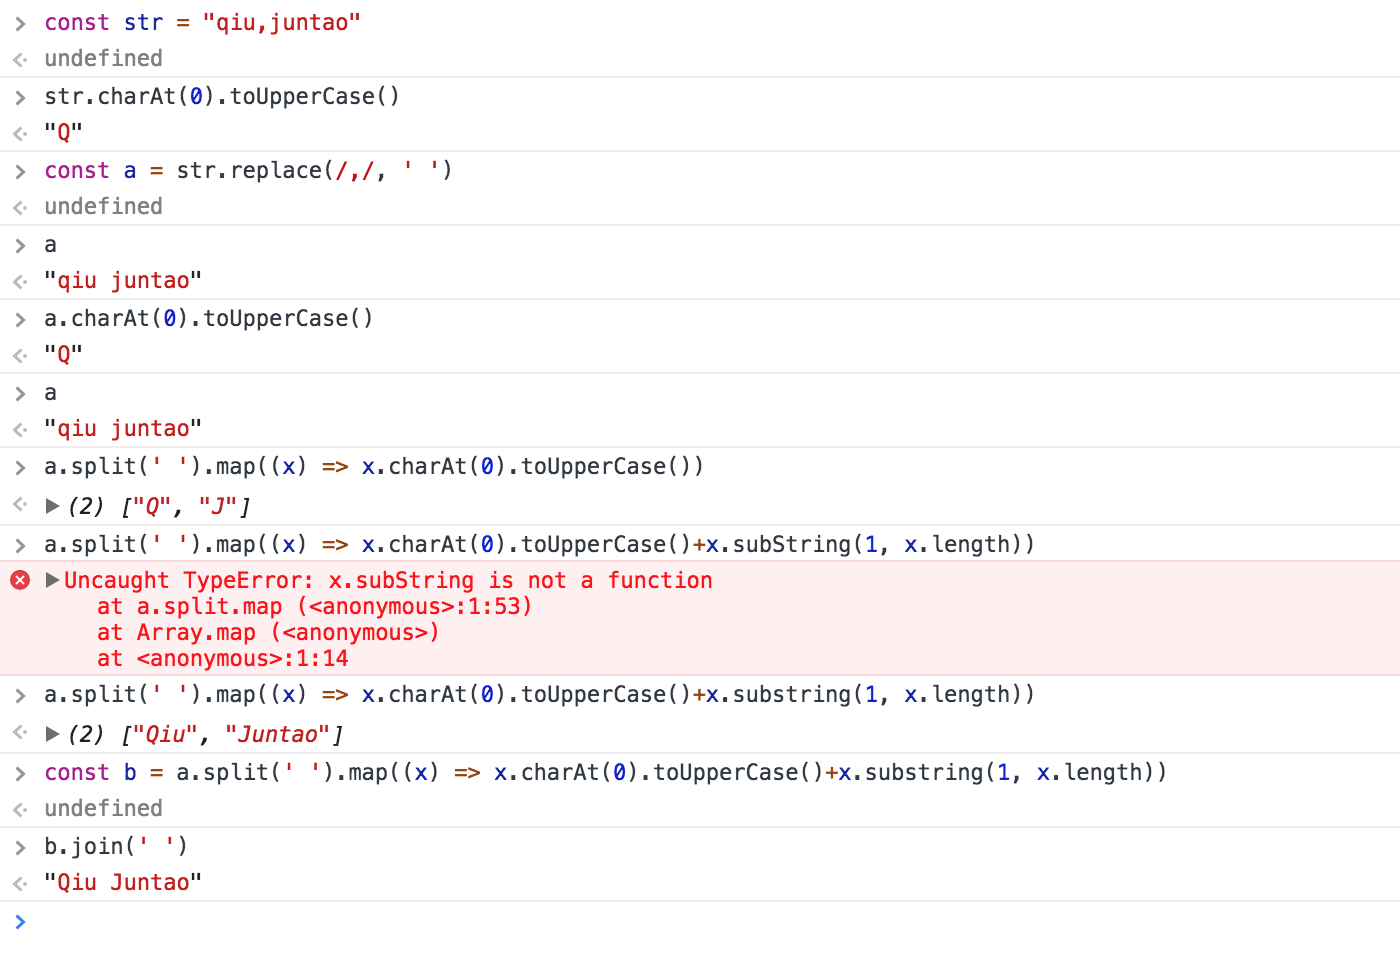 const str = "qiu,juntao"
undefined
str.charAt(0).toUpperCase()
"Q"
const a = str.replace(/,/, ' ')
undefined
a
"qiu juntao"
a.charAt(0).toUpperCase()
"Q"
a
"qiu juntao"
a.split(' ').map((x) => x.charAt(0).toUpperCase())
(2) ["Q", "J"]
a.split(' ').map((x) => x.charAt(0).toUpperCase()+x.subString(1, x.length))
Uncaught TypeError: x.subString is not a function
at a.split.map (<anonymous>:1:53)
at Array.map (<anonymous>)
at <anonymous>:1:14
a.split(' ').map((x) => x.charAt(0).toUpperCase()+x.substring(1, x.length))
(2) ["Qiu", "Juntao"]
const b = a.split(' ').map((x) => x.charAt(0).toUpperCase()+x.substring(1, x.length))
undefined
b.join(' ')
"Qiu Juntao"